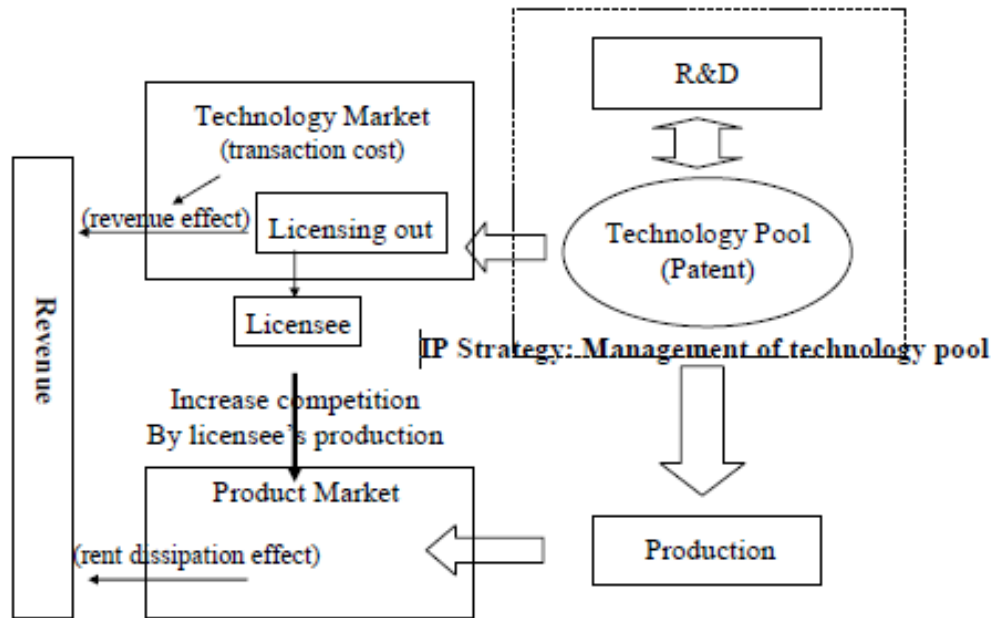 R&D
Technology Market
(transaction cost)
(revenue effect)
Licensing out
Technology Pool
(Patent)
Licensee
Revenue
IP Strategy: Management of technology pool
Increase competition
By licensee's production
Product Market
(rent dissipation effect)
Production